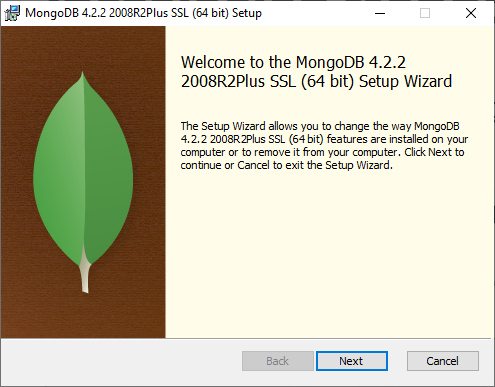 MongoDB 4.2.2 2008R2Plus SSL (64 bit) Setup
Welcome to the MongoDB 4.2.2
2008R2Plus SSL (64 bit) Setup Wizard
The Setup Wizard allows you to change the way MongoDB
4.2.2 2008R2Plus SSL (64 bit) features are installed on your
computer or to remove it from your computer. Click Next to
continue or Cancel to exit the Setup Wizard.
Back Next Cancel